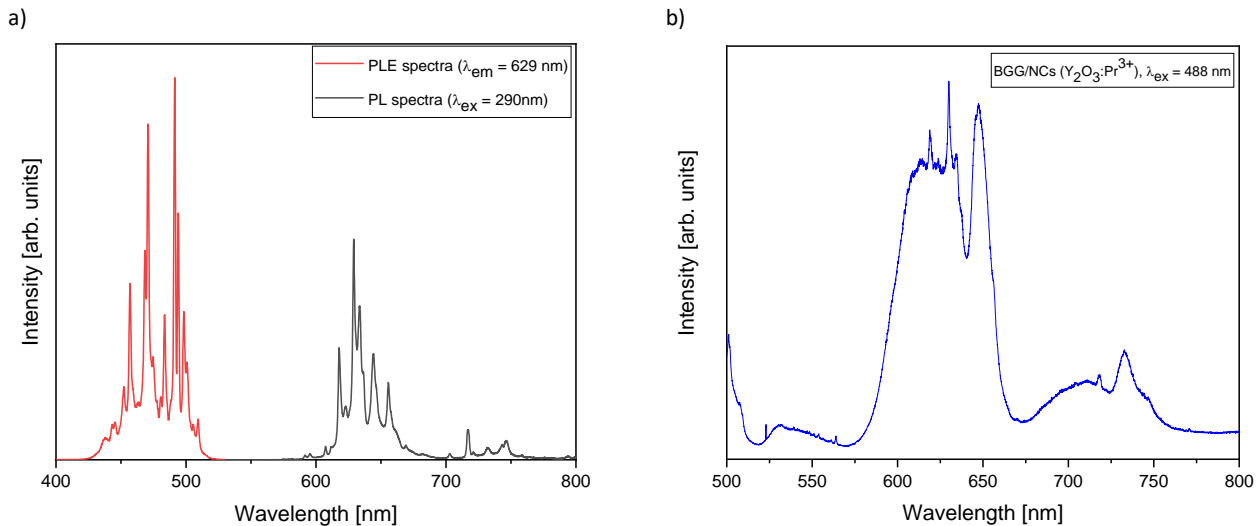 a)
PLE spectra (λem = 629 nm)
PL spectra (λex = 290nm)
Intensity [arb. units]
400 500 600 700 800
Wavelength [nm]
b)
BGG/NCs (Y2O3:Pr3+), λex = 488 nm
Intensity [arb. units]
500 550 600 650 700 750 800
Wavelength [nm]